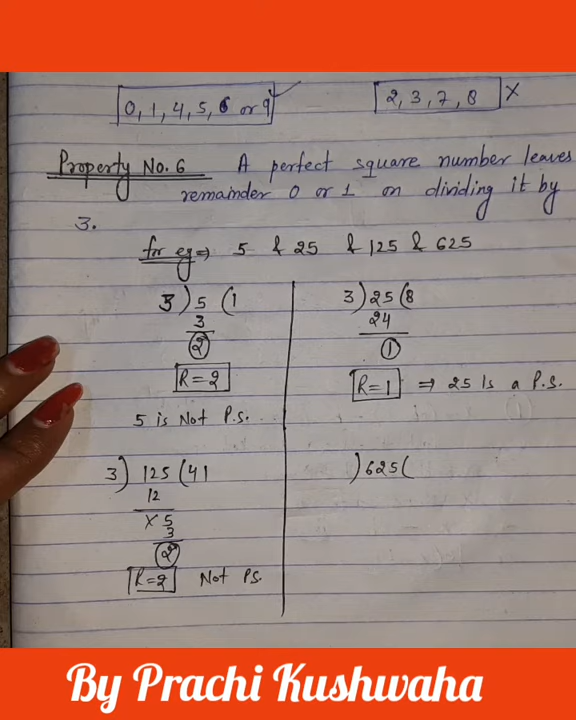 0, 1, 4, 5, 6 or 9
2, 3, 7, 8 X
Property No. 6 A perfect square number leaves
remainder 0 or 1 on dividing it by
3.
for eg ⇒ 5 & 25 & 125 & 625
3 ) 5 ( 1
3
2
R = 2
5 is Not P.S.
3 ) 25 ( 8
24
1
R = 1 ⇒ 25 Is a P.S.
3 ) 125 ( 41
12
x 5
3
2
R = 2 Not P.S.
) 625 (
By Prachi Kushwaha